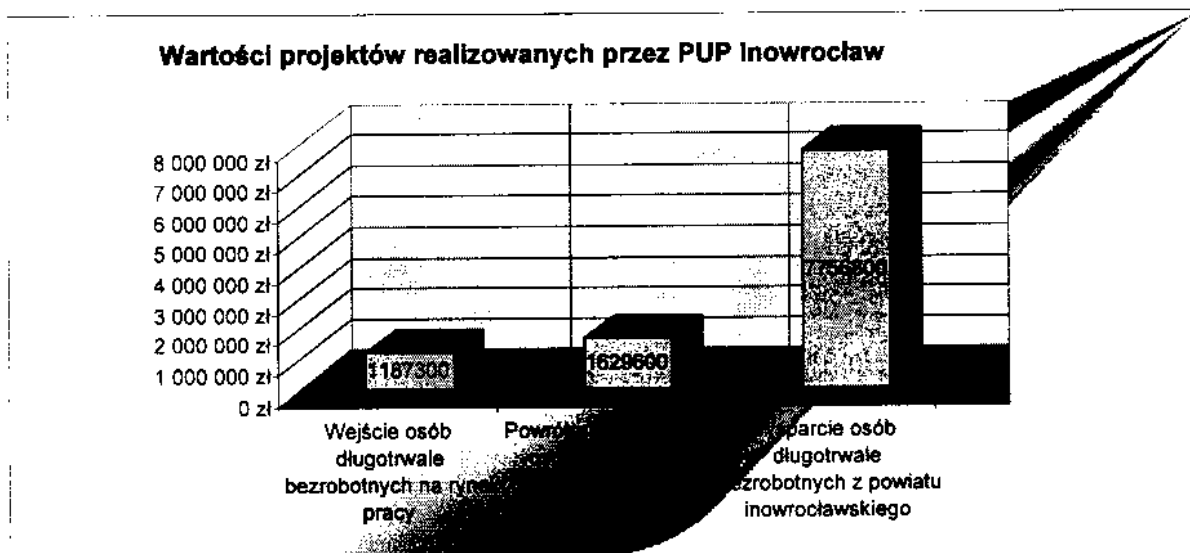 Wartości projektów realizowanych przez PUP Inowrocław
8 000 000 zł
7 000 000 zł
6 000 000 zł
5 000 000 zł
4 000 000 zł
3 000 000 zł
2 000 000 zł
1 000 000 zł
0 zł
1187300
1629600
Wejście osób
długotrwale
bezrobotnych na
pracy
osób
długotrwale
z powiatu
inowrocławskiego